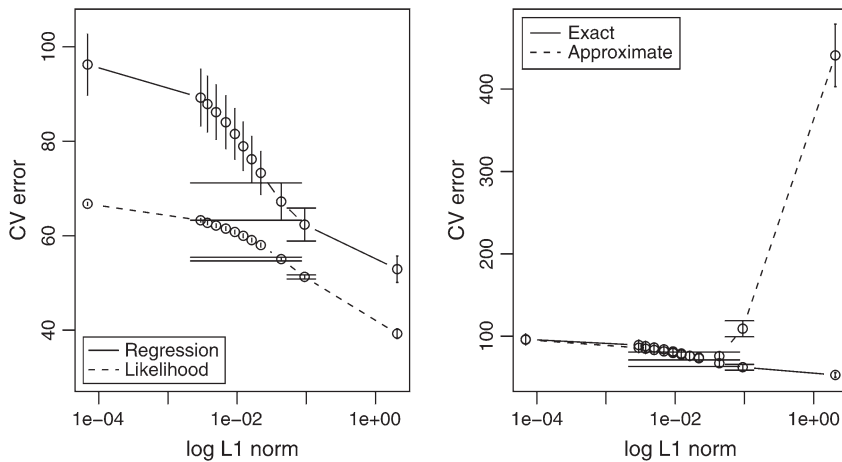 CV error
100
80
60
40
Regression
Likelihood
1e−04
1e−02
1e+00
log L1 norm
CV error
400
300
200
100
Exact
Approximate
1e−04
1e−02
1e+00
log L1 norm